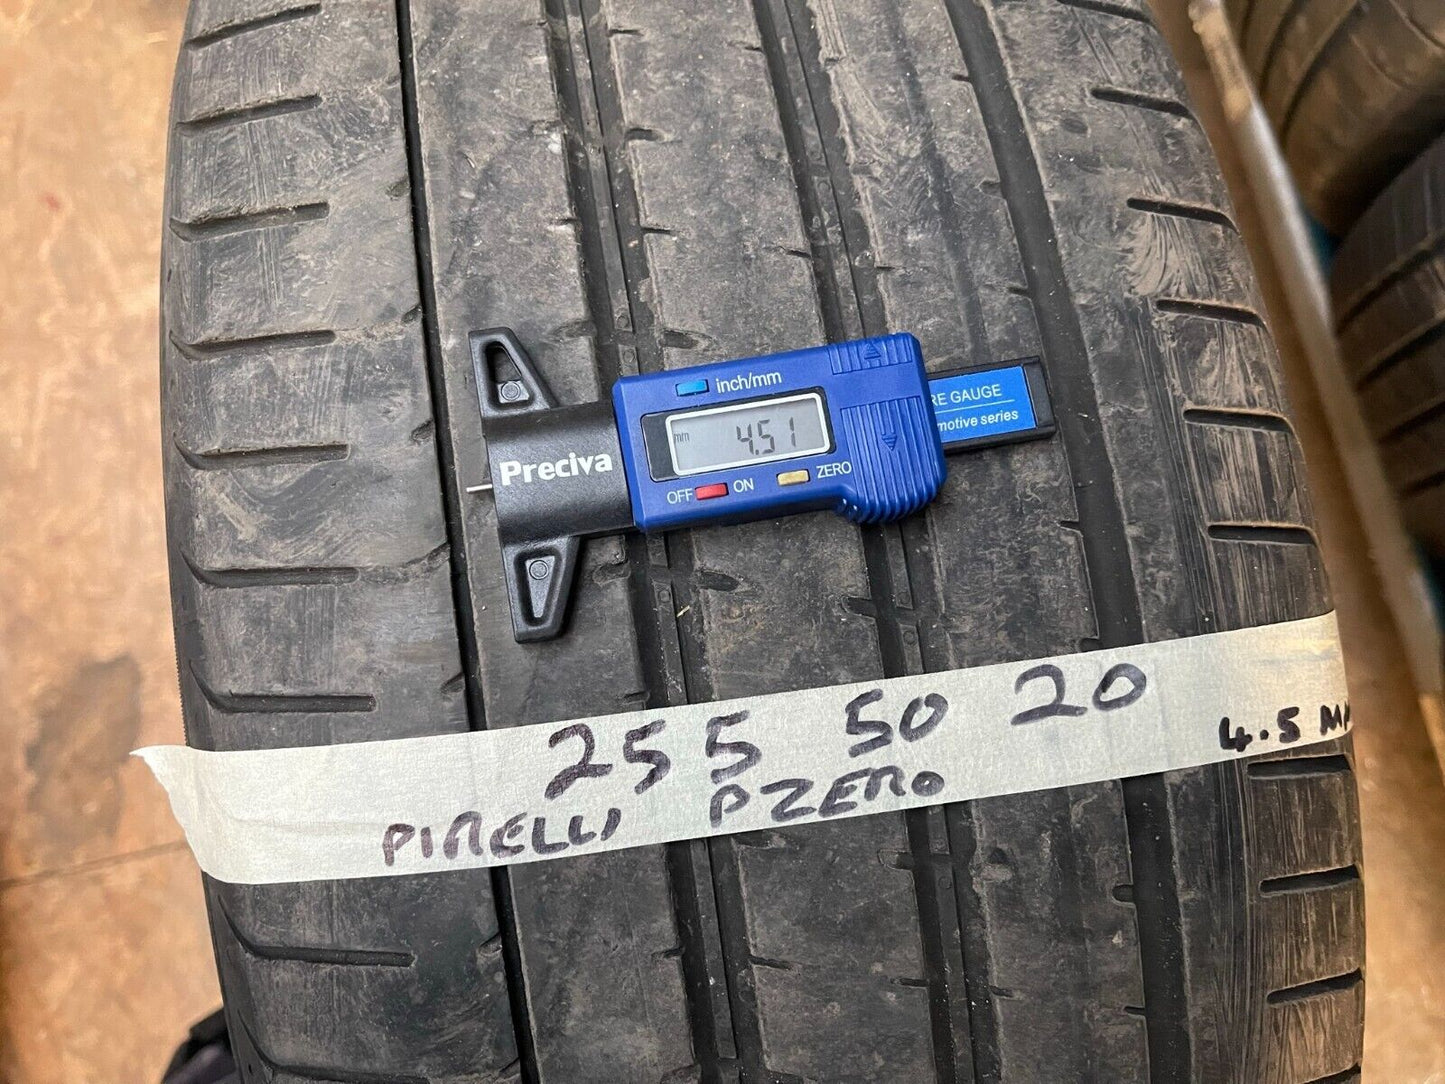 inch/mm
mm 4.51
Preciva
OFF ON ZERO
RE GAUGE
motive series
255 50 20
4.5 MM
PIRELLI PZERO